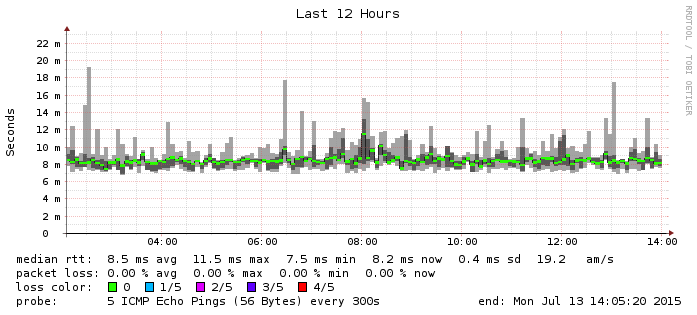 Last 12 Hours
RRDTOOL / TOBI OETIKER
Seconds
22 m
20 m
18 m
16 m
14 m
12 m
10 m
8 m
6 m
4 m
2 m
0
04:00 06:00 08:00 10:00 12:00 14:00
median rtt: 8.5 ms avg 11.5 ms max 7.5 ms min 8.2 ms now 0.4 ms sd 19.2 am/s
packet loss: 0.00 % avg 0.00 % max 0.00 % min 0.00 % now
loss color: 0 1/5 2/5 3/5 4/5
probe: 5 ICMP Echo Pings (56 Bytes) every 300s end: Mon Jul 13 14:05:20 2015